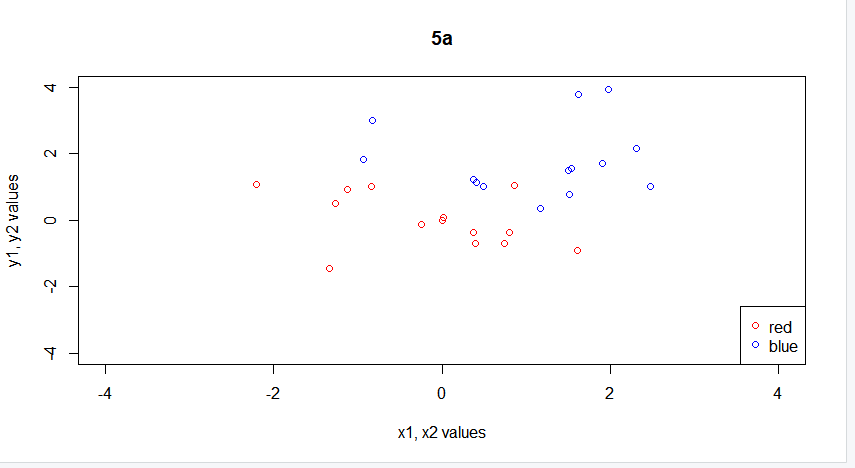 5a
4
2
0
-2
-4
y1, y2 values
-4 -2 0 2 4
x1, x2 values
red
blue